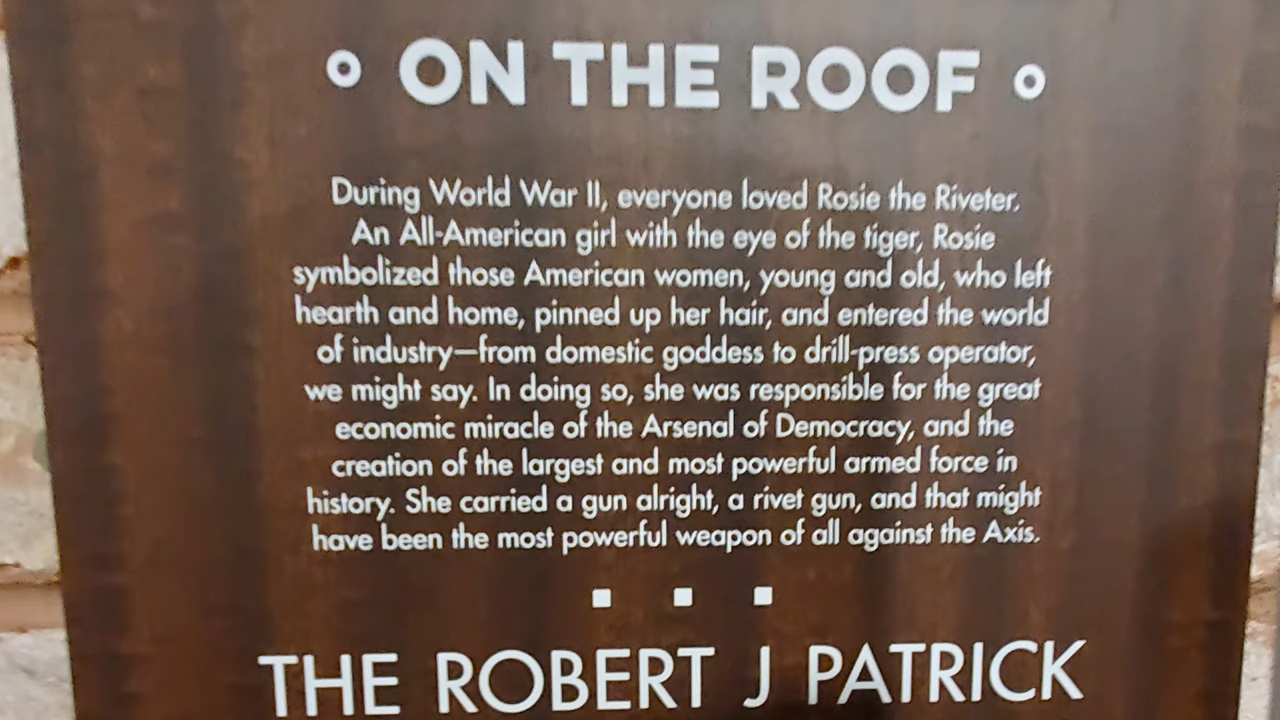 ON THE ROOF
During World War II, everyone loved Rosie the Riveter.
An All-American girl with the eye of the tiger, Rosie
symbolized those American women, young and old, who left
hearth and home, pinned up her hair, and entered the world
of industry—from domestic goddess to drill-press operator,
we might say. In doing so, she was responsible for the great
economic miracle of the Arsenal of Democracy, and the
creation of the largest and most powerful armed force in
history. She carried a gun alright, a rivet gun, and that might
have been the most powerful weapon of all against the Axis.
THE ROBERT J PATRICK